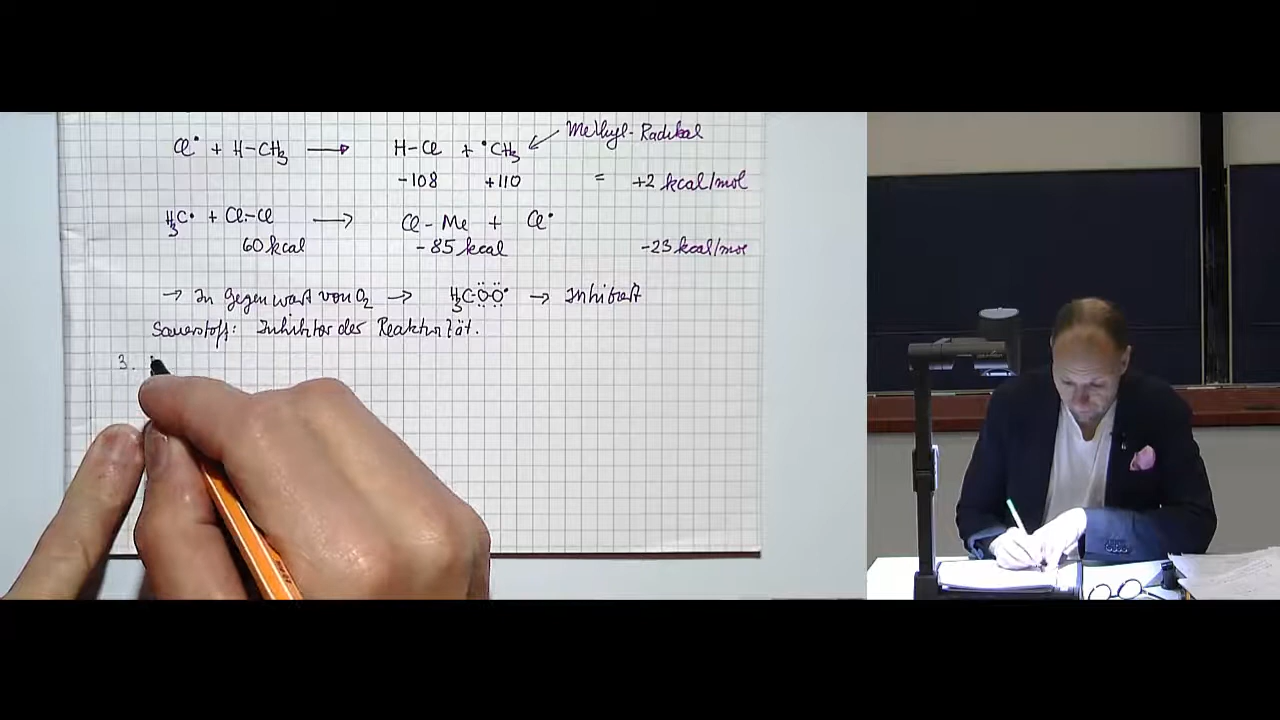 Methyl-Radikal
Cl• + H-CH₃ → H-Cl + •CH₃
-108 +110 = +2 kcal/mol
H₃C• + Cl-Cl → Cl-Me + Cl•
60 kcal -85 kcal -23 kcal/mol
→ In Gegenwart von O₂ → H₃C-O-O• → Inhibiert
Sauerstoff: Inhibitor der Reaktivität.
3.